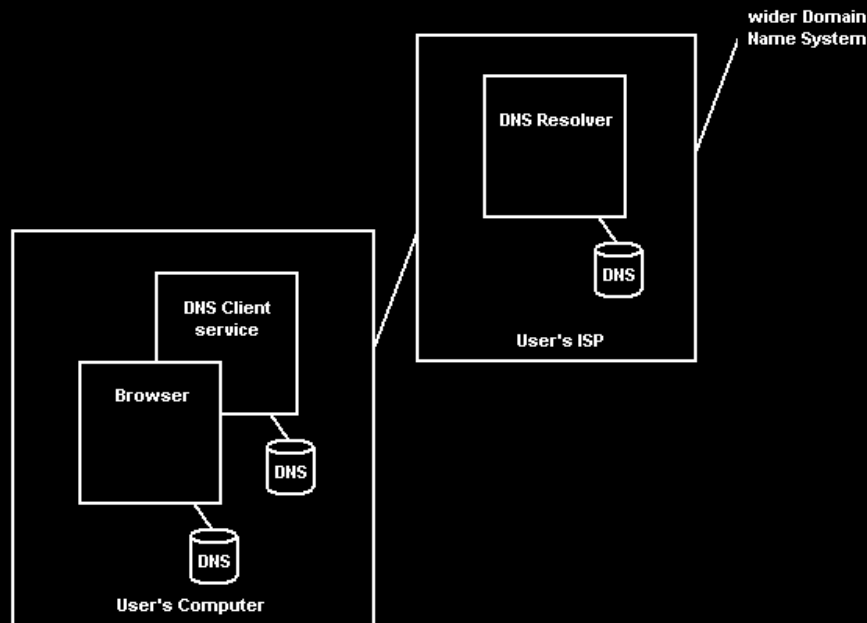 wider Domain
Name System
DNS Resolver
DNS
User's ISP
DNS Client
service
Browser
DNS
DNS
User's Computer